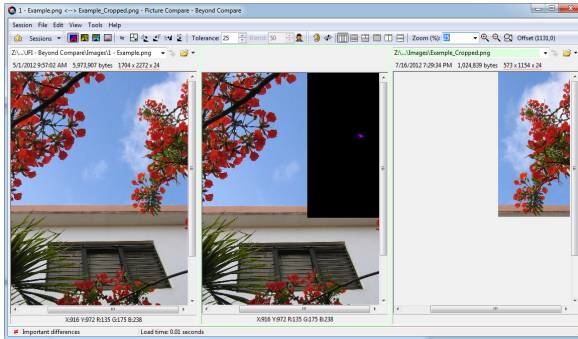 1 - Example.png <---> Example_Cropped.png - Picture Compare - Beyond Compare
Session File Edit View Tools Help
Sessions Tolerance: 25 Blend: 50 Zoom (%): 25 Offset (1131,0)
Z:\...\UFI - Beyond Compare\Images\1 - Example.png
Z:\...\Images\Example_Cropped.png
5/1/2012 9:57:02 AM 5,973,907 bytes 1704 x 2272 x 24
7/16/2012 7:29:34 PM 1,024,839 bytes 573 x 1154 x 24
X:916 Y:972 R:135 G:175 B:238
X:916 Y:972 R:135 G:175 B:238
Important differences Load time: 0.01 seconds